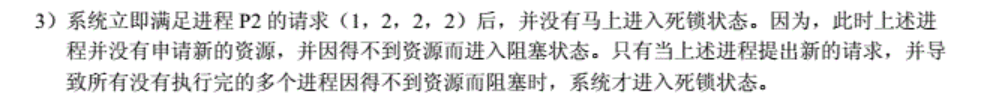 3）系统立即满足进程 P2 的请求（1，2，2，2）后，并没有马上进入死锁状态。因为，此时上述进
程并没有申请新的资源，并因得不到资源而进入阻塞状态。只有当上述进程提出新的请求，并导
致所有没有执行完的多个进程因得不到资源而阻塞时，系统才进入死锁状态。